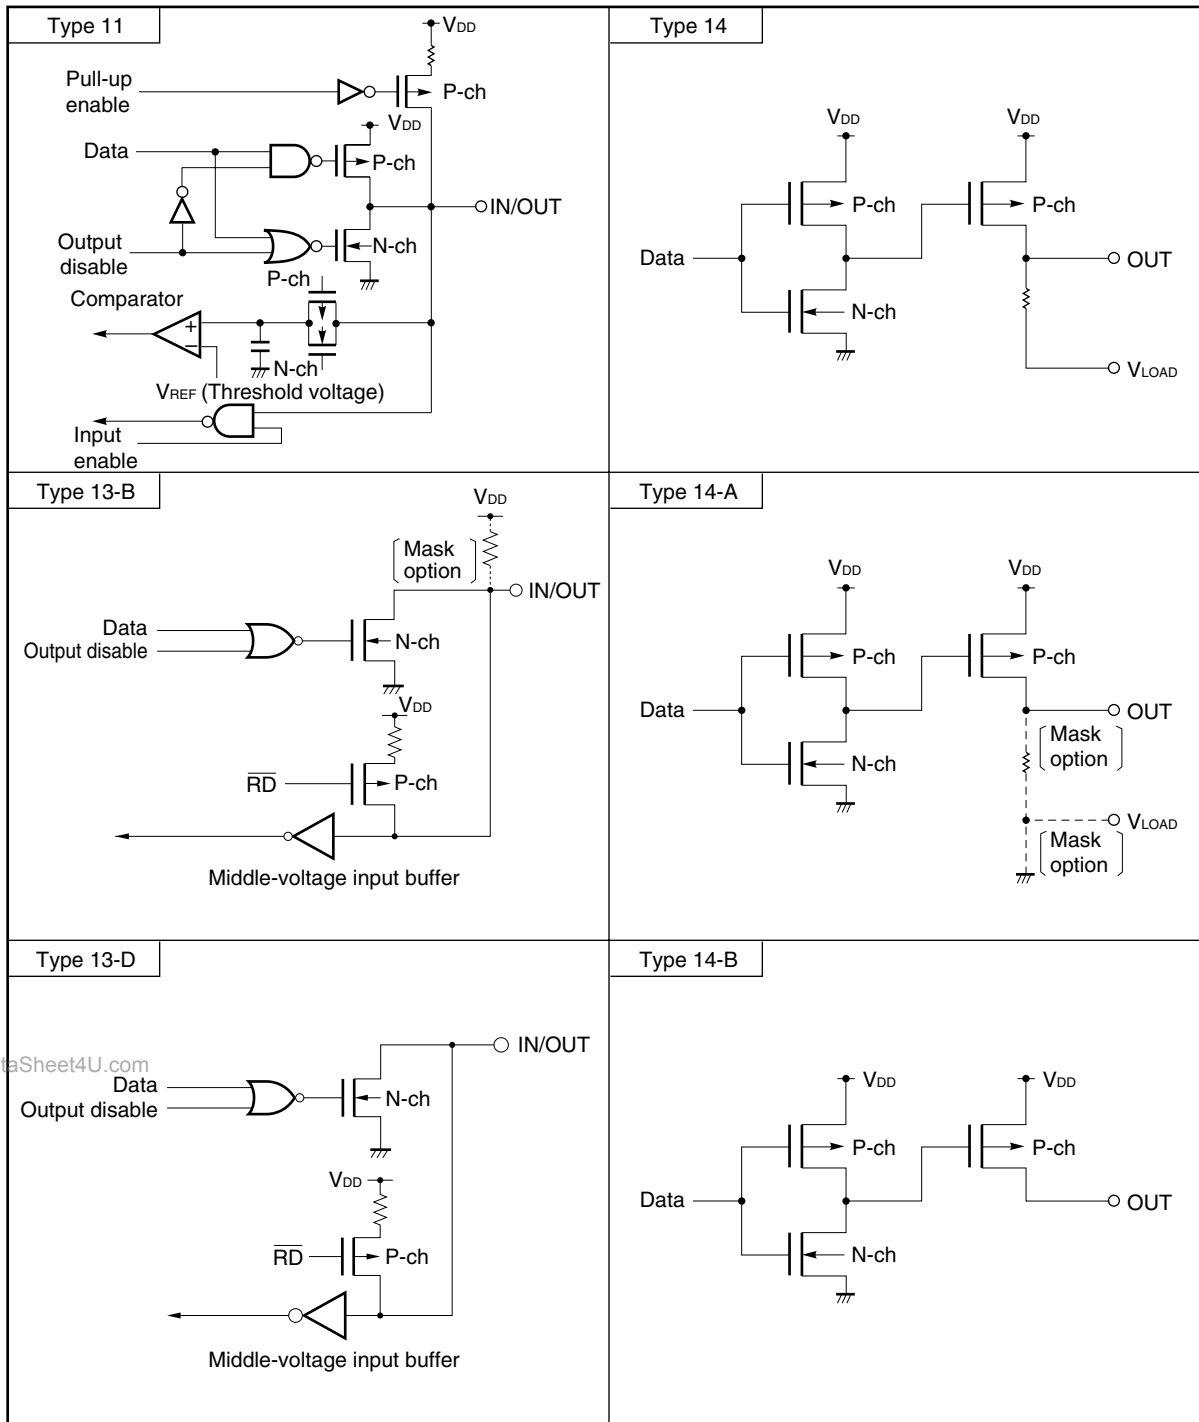 Type 11
VDD
Pull-up
enable
P-ch
VDD
Data
P-ch
IN/OUT
Output
disable
N-ch
P-ch
Comparator
+
−
N-ch
VREF (Threshold voltage)
Input
enable
Type 14
VDD
VDD
P-ch
P-ch
Data
OUT
N-ch
VLOAD
Type 13-B
VDD
Mask
option
IN/OUT
Data
Output disable
N-ch
VDD
RD
P-ch
Middle-voltage input buffer
Type 14-A
VDD
VDD
P-ch
P-ch
Data
OUT
Mask
option
N-ch
VLOAD
Mask
option
Type 13-D
IN/OUT
taSheet4U.com
Data
Output disable
N-ch
VDD
RD
P-ch
Middle-voltage input buffer
Type 14-B
VDD
VDD
P-ch
P-ch
Data
OUT
N-ch